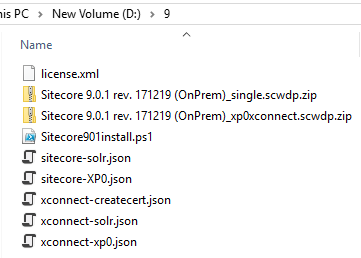 his PC > New Volume (D:) > 9
Name
license.xml
Sitecore 9.0.1 rev. 171219 (OnPrem)_single.scwdp.zip
Sitecore 9.0.1 rev. 171219 (OnPrem)_xp0xconnect.scwdp.zip
Sitecore901install.ps1
sitecore-solr.json
sitecore-XP0.json
xconnect-createcert.json
xconnect-solr.json
xconnect-xp0.json